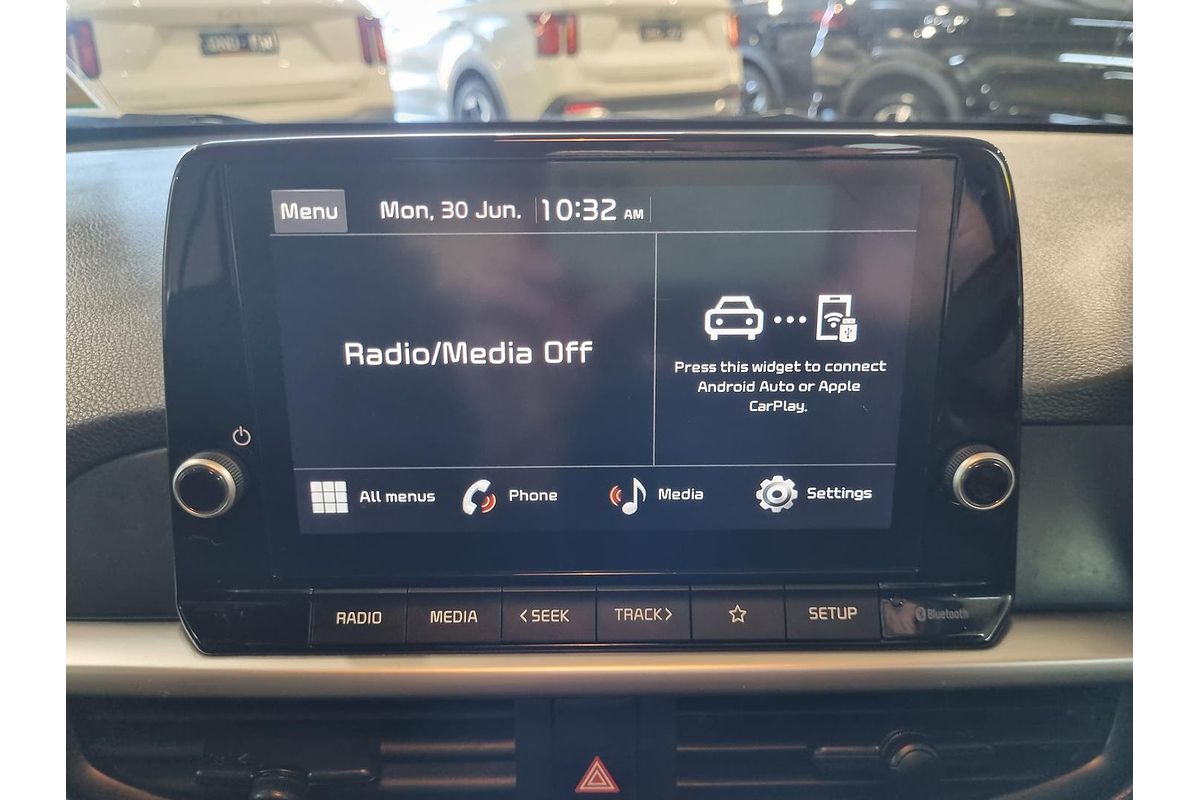 Menu Mon, 30 Jun. 10:32 AM
Radio/Media Off
Press this widget to connect
Android Auto or Apple
CarPlay.
All menus Phone Media Settings
RADIO MEDIA < SEEK TRACK > SETUP Bluetooth